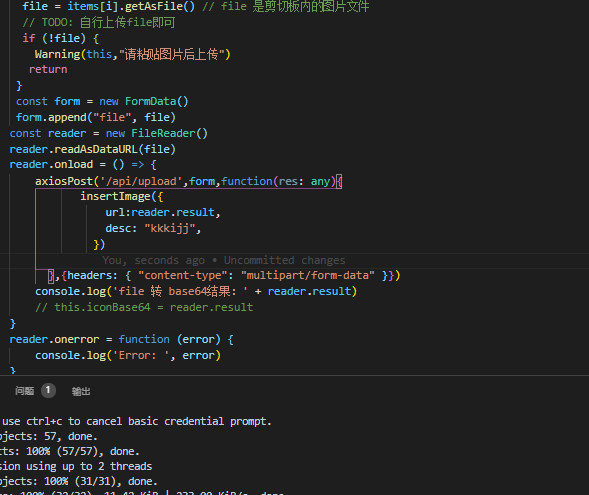 file = items[i].getAsFile() // file 是剪切板内的图片文件
// TODO: 自行上传file即可
if (!file) {
Warning(this,"请粘贴图片后上传")
return
}
const form = new FormData()
form.append("file", file)
const reader = new FileReader()
reader.readAsDataURL(file)
reader.onload = () => {
axiosPost('/api/upload',form,function(res: any){
insertImage({
url:reader.result,
desc: "kkkijj",
})
You, seconds ago • Uncommitted changes
},{headers: { "content-type": "multipart/form-data" }})
console.log('file 转 base64结果: ' + reader.result)
// this.iconBase64 = reader.result
}
reader.onerror = function (error) {
console.log('Error: ', error)
}
问题 1 输出
use ctrl+c to cancel basic credential prompt.
bjects: 57, done.
cts: 100% (57/57), done.
sion using up to 2 threads
bjects: 100% (31/31), done.